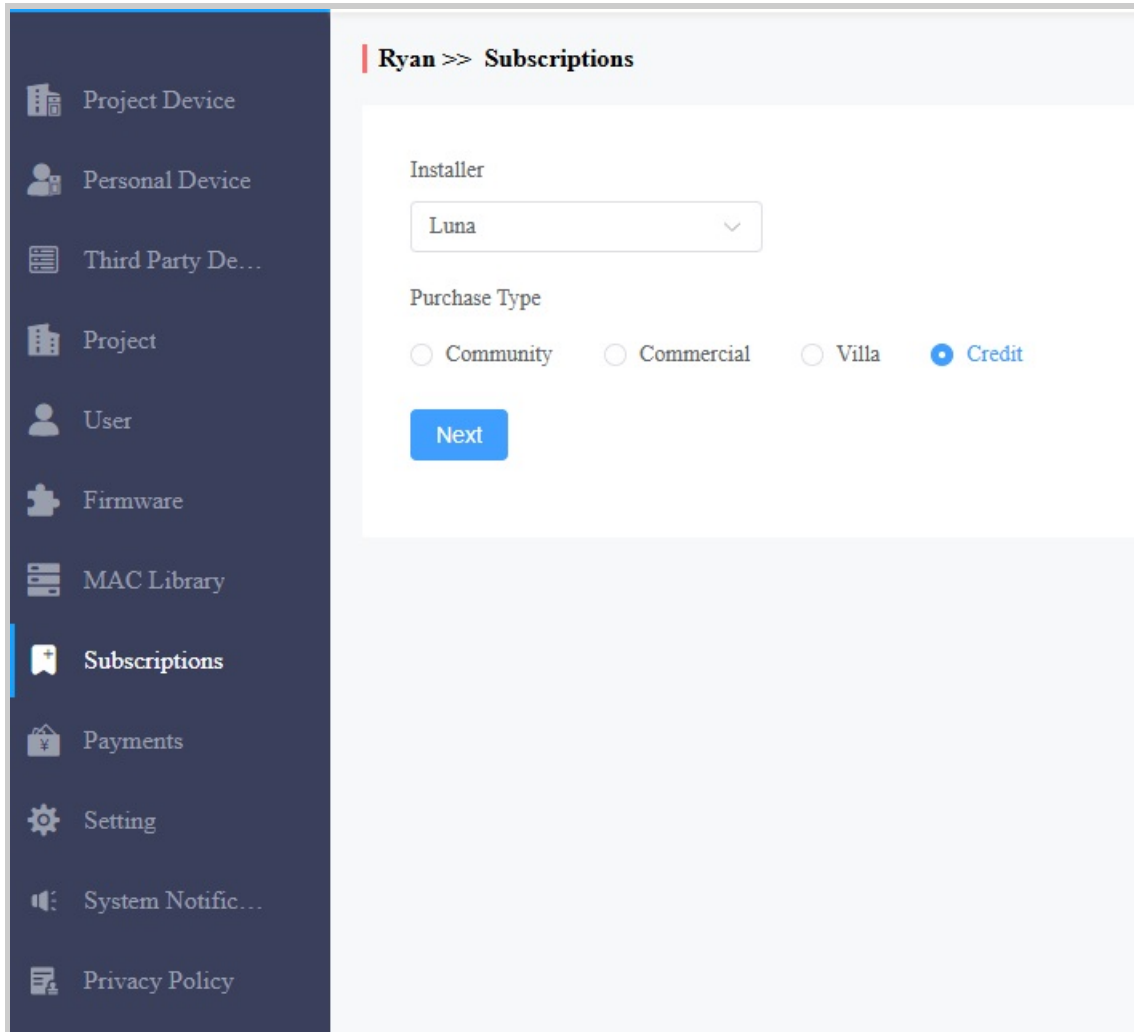 Ryan >> Subscriptions
Project Device
Personal Device
Third Party De...
Project
User
Firmware
MAC Library
Subscriptions
Payments
Setting
System Notific...
Privacy Policy
Installer
Luna
Purchase Type
Community Commercial Villa Credit
Next